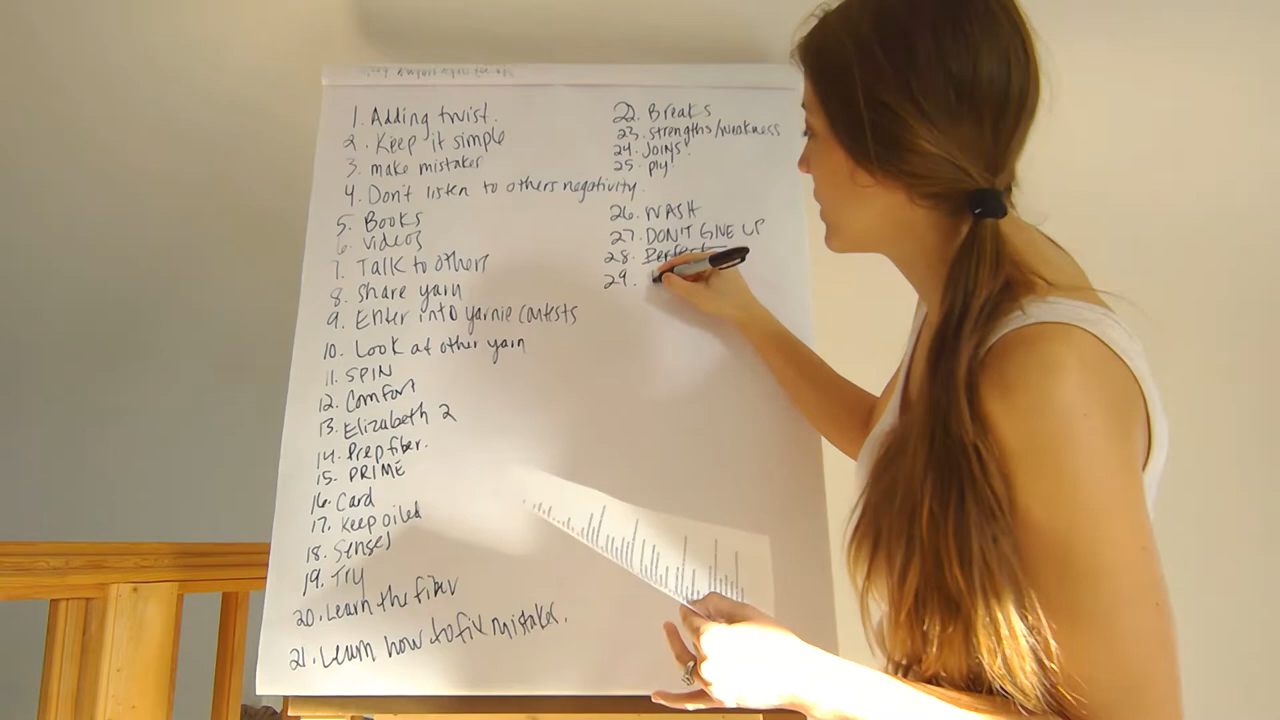 1. Adding twist.
2. Keep it simple
3. make mistakes
4. Don't listen to others negativity.
5. Books
6. videos
7. Talk to others
8. share yarn
9. Enter into yarnie contests
10. Look at other yarn
11. SPIN
12. Comfort
13. Elizabeth 2
14. Prep fiber.
15. PRIME
16. Card
17. Keep oiled
18. Senses
19. Try
20. Learn the fiber
21. Learn how to fix mistakes.
22. Breaks
23. strengths/weakness
24. JOINS!
25. ply!
26. WASH
27. DON'T GIVE UP
28. Perfect
29.